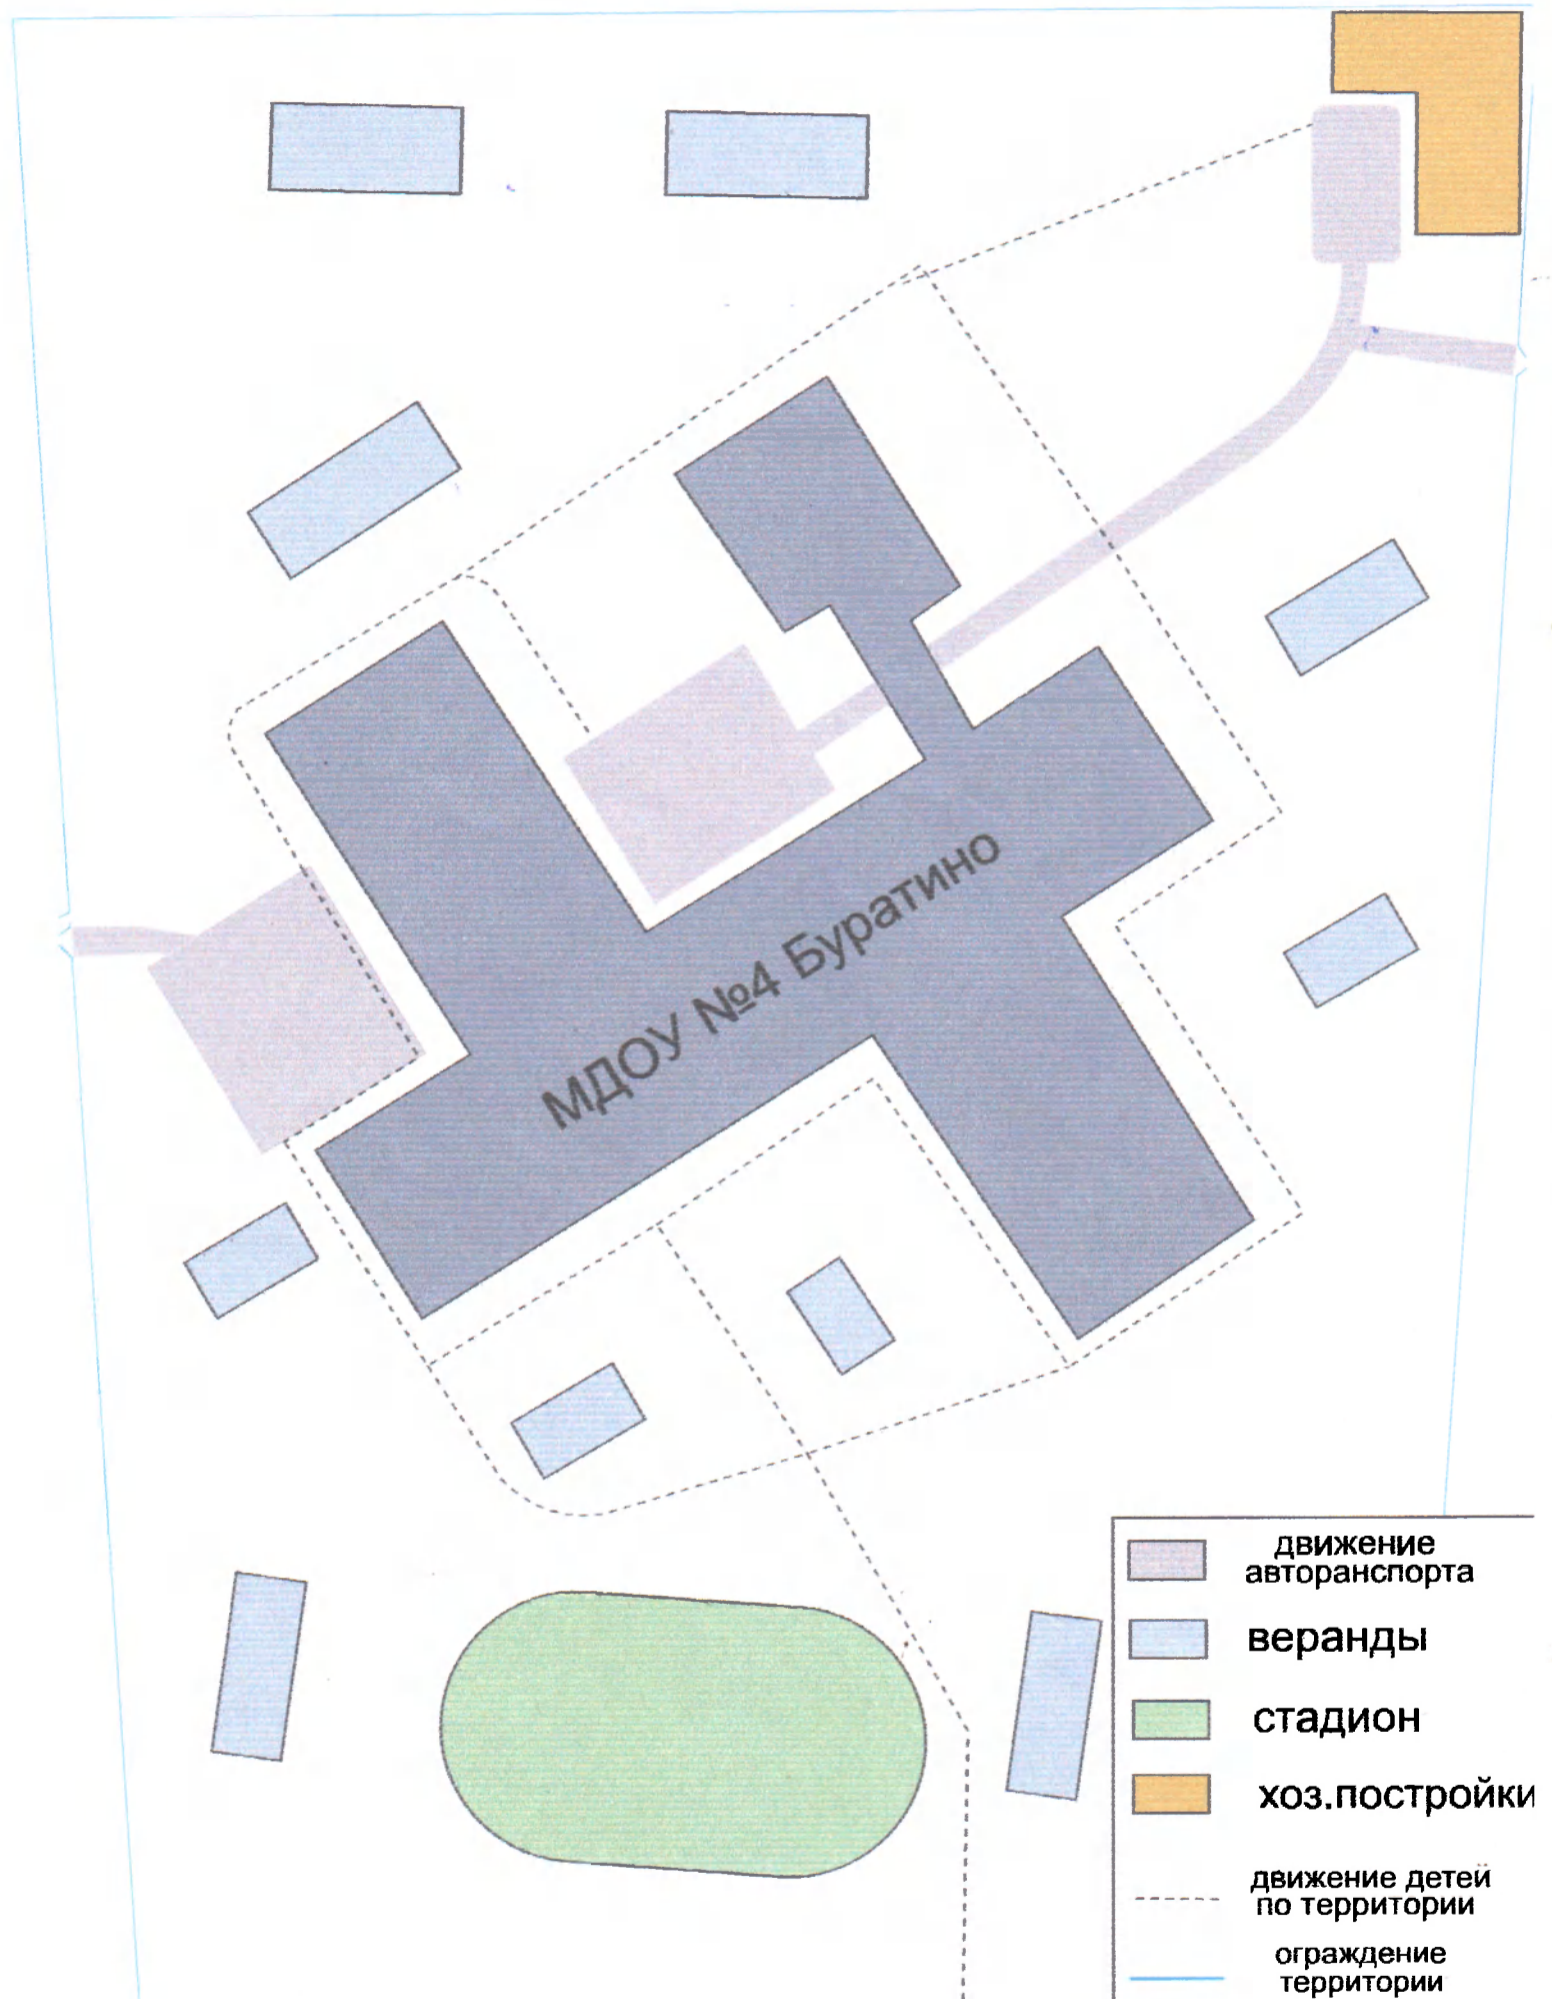 МДОУ №4 Буратино
движение
авторанспорта
веранды
стадион
хоз.постройки
движение детей
по территории
ограждение
территории